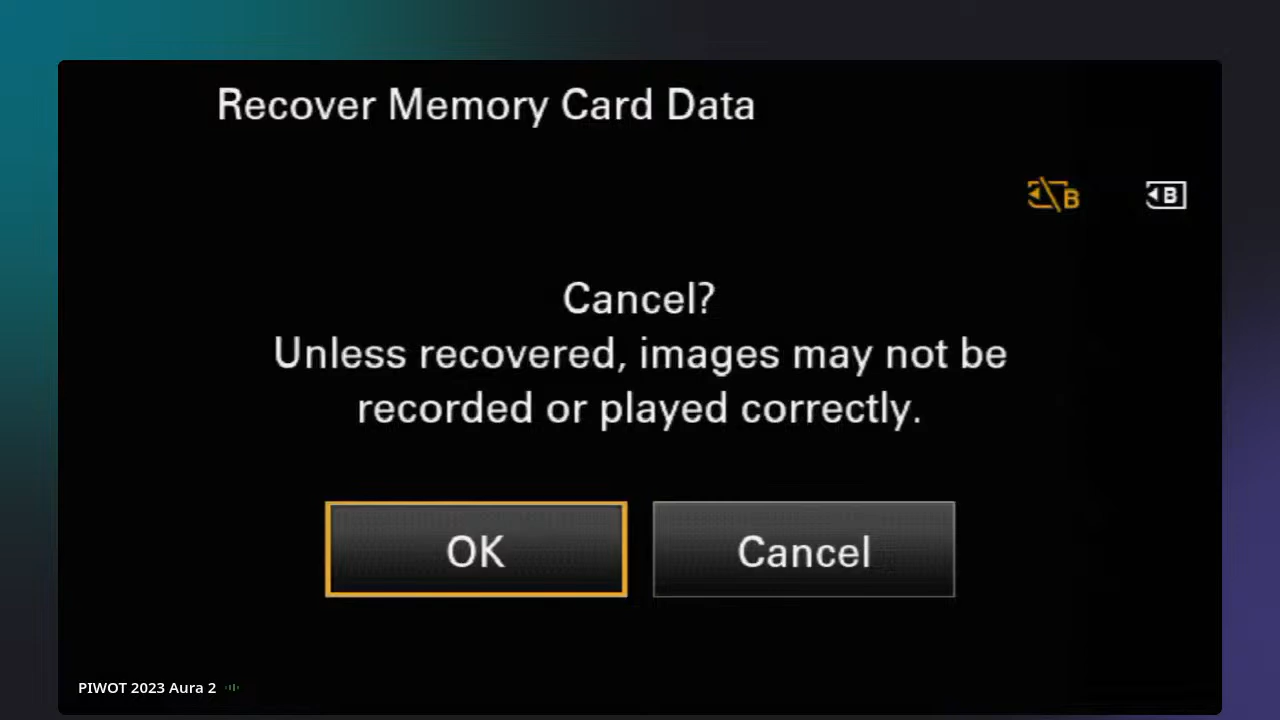 Recover Memory Card Data
B
B
Cancel?
Unless recovered, images may not be
recorded or played correctly.
OK
Cancel
PIWOT 2023 Aura 2